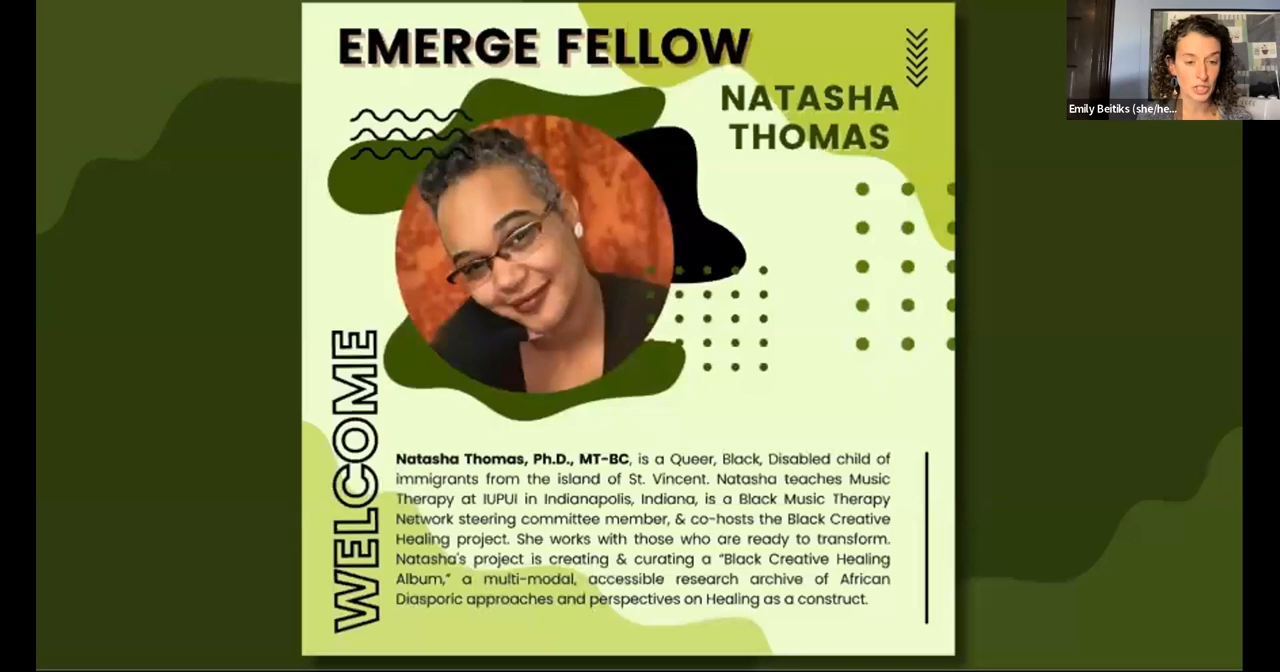 EMERGE FELLOW
NATASHA
THOMAS
Emily Beitiks (she/he...
WELCOME
Natasha Thomas, Ph.D., MT-BC, is a Queer, Black, Disabled child of
immigrants from the island of St. Vincent. Natasha teaches Music
Therapy at IUPUI in Indianapolis, Indiana, is a Black Music Therapy
Network steering committee member, & co-hosts the Black Creative
Healing project. She works with those who are ready to transform.
Natasha's project is creating & curating a “Black Creative Healing
Album,” a multi-modal, accessible research archive of African
Diasporic approaches and perspectives on Healing as a construct.